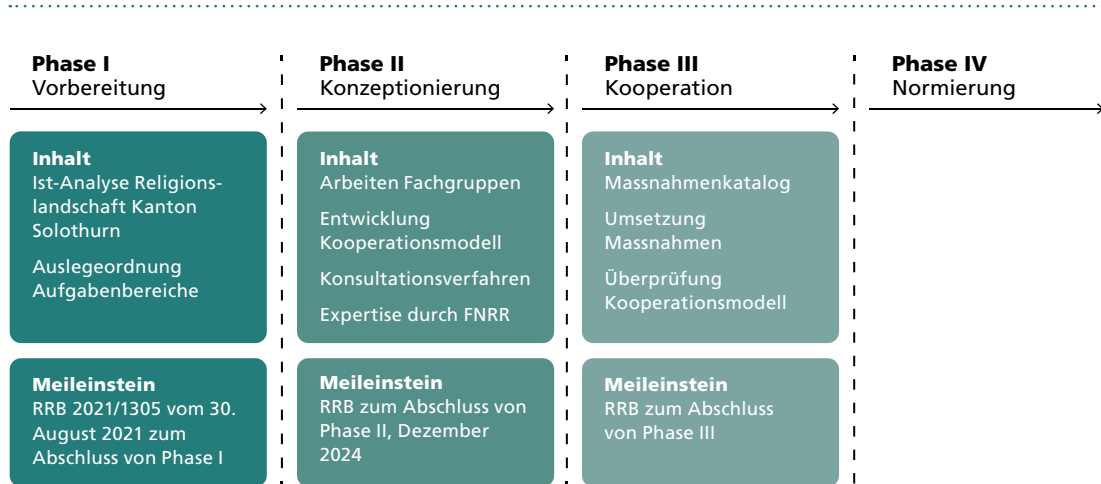 Phase I
Vorbereitung
Phase II
Konzeptionierung
Phase III
Kooperation
Phase IV
Normierung
Inhalt
Ist-Analyse Religions-
landschaft Kanton
Solothurn
Auslegeordnung
Aufgabenbereiche
Inhalt
Arbeiten Fachgruppen
Entwicklung
Kooperationsmodell
Konsultationsverfahren
Expertise durch FNRR
Inhalt
Massnahmenkatalog
Umsetzung
Massnahmen
Überprüfung
Kooperationsmodell
Meileinstein
RRB 2021/1305 vom 30.
August 2021 zum
Abschluss von Phase I
Meileinstein
RRB zum Abschluss von
Phase II, Dezember
2024
Meileinstein
RRB zum Abschluss
von Phase III